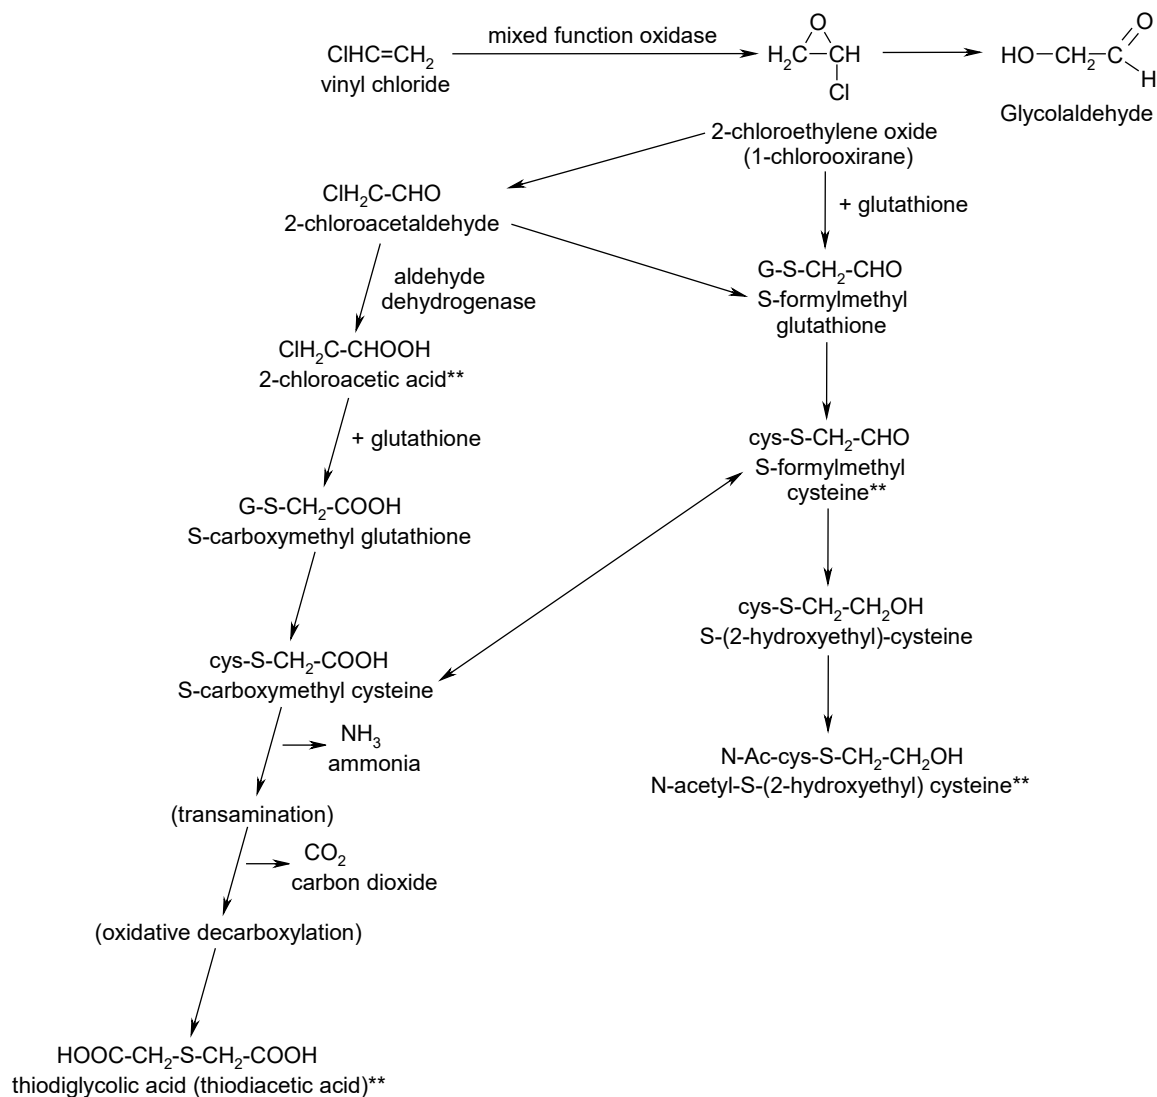 ClHC=CH₂
vinyl chloride
mixed function oxidase
O
H₂C CH
Cl
2-chloroethylene oxide
(1-chlorooxirane)
O
HO-CH₂-C
H
Glycolaldehyde
ClH₂C-CHO
2-chloroacetaldehyde
+ glutathione
aldehyde
dehydrogenase
G-S-CH₂-CHO
S-formylmethyl
glutathione
ClH₂C-CHOOH
2-chloroacetic acid**
+ glutathione
cys-S-CH₂-CHO
S-formylmethyl
cysteine**
G-S-CH₂-COOH
S-carboxymethyl glutathione
cys-S-CH₂-CH₂OH
S-(2-hydroxyethyl)-cysteine
cys-S-CH₂-COOH
S-carboxymethyl cysteine
NH₃
ammonia
N-Ac-cys-S-CH₂-CH₂OH
N-acetyl-S-(2-hydroxyethyl) cysteine**
(transamination)
CO₂
carbon dioxide
(oxidative decarboxylation)
HOOC-CH₂-S-CH₂-COOH
thiodiglycolic acid (thiodiacetic acid)**